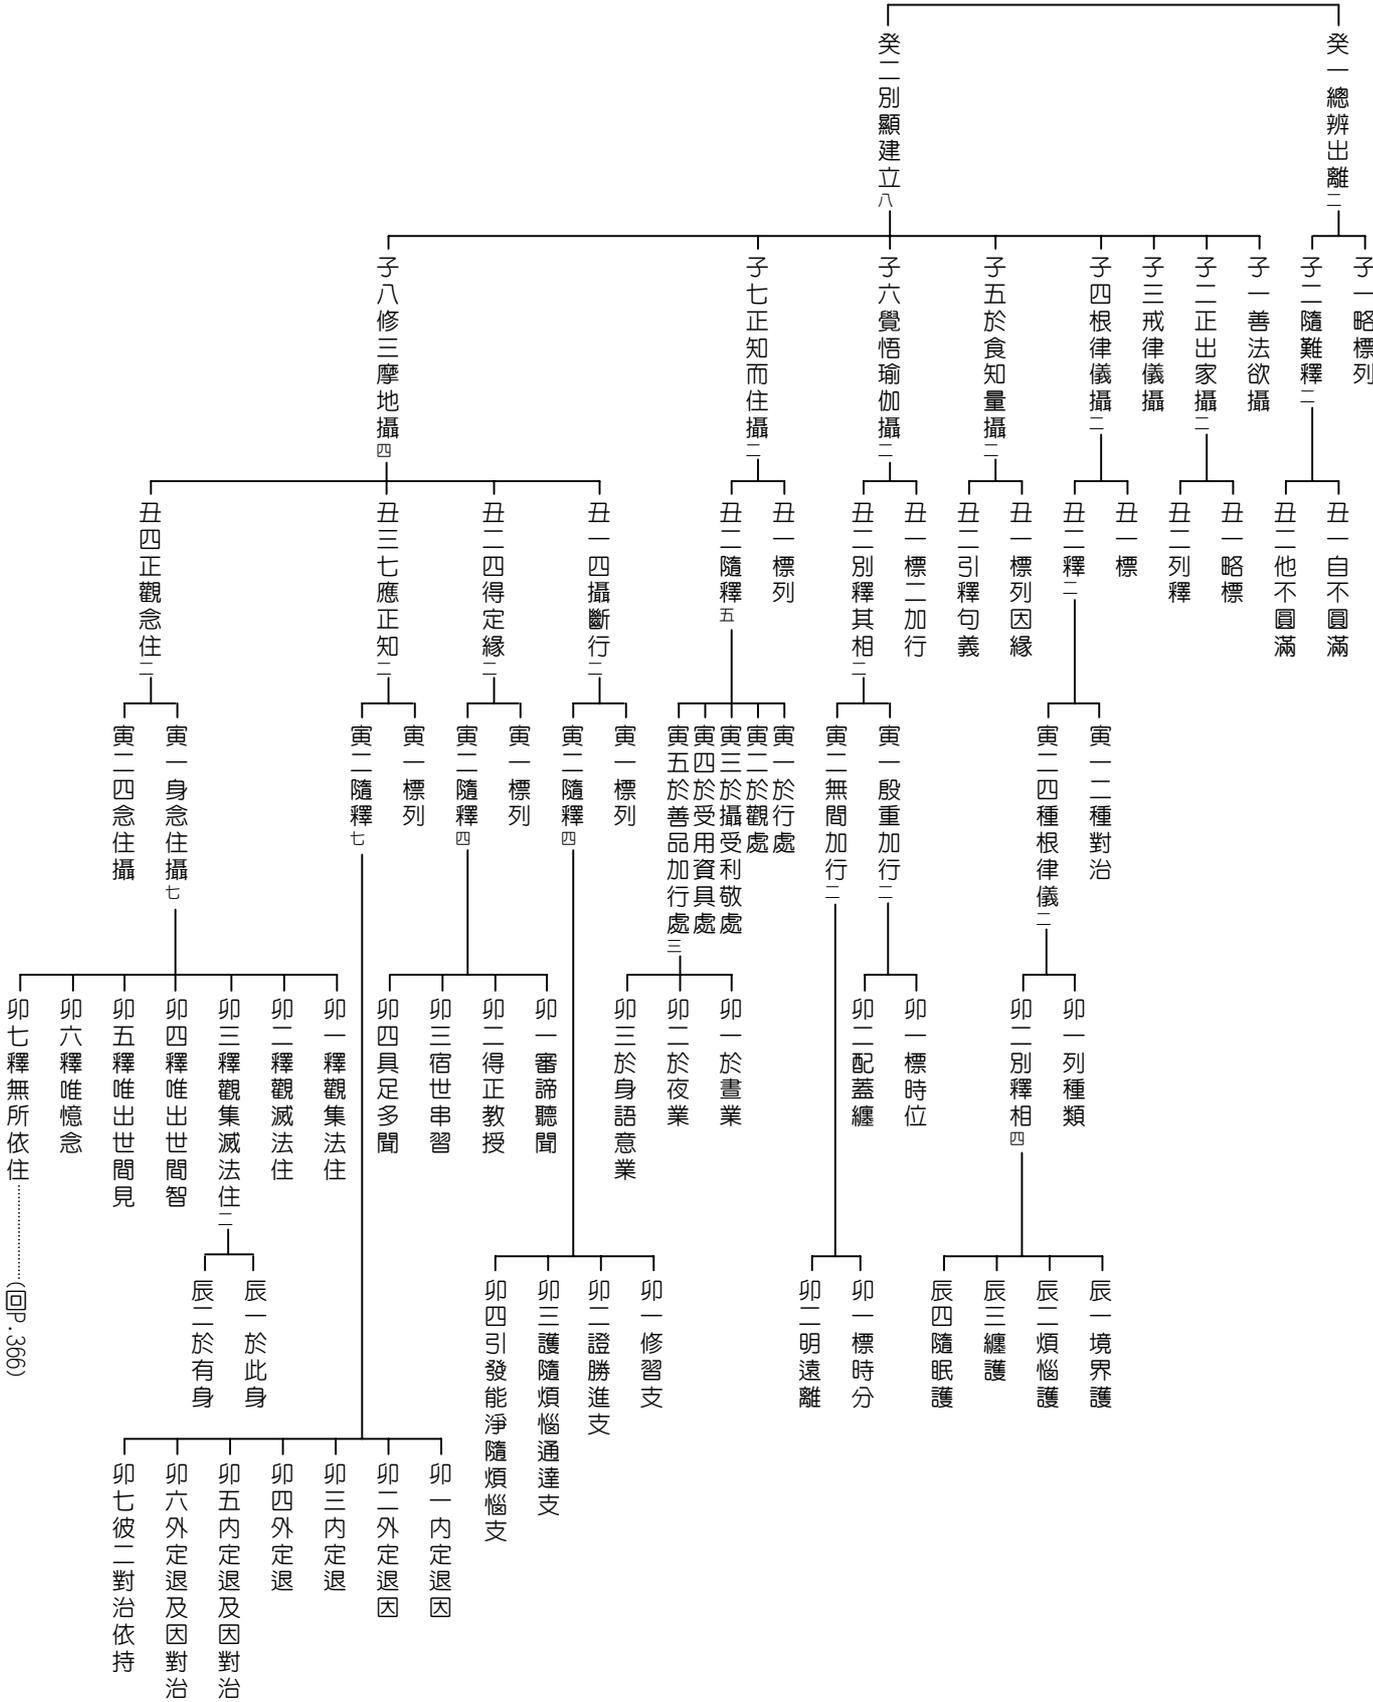 癸一總辨出離二
子一略標列
子二隨難釋二
丑一自不圓滿
丑二他不圓滿
癸二別顯建立八
子一善法欲攝
子二正出家攝二
丑一略標
丑二列釋
子三戒律儀攝
子四根律儀攝二
丑一標
丑二釋二
寅一二種對治
寅二四種根律儀二
卯一列種類
卯二別釋相四
辰一境界護
辰二煩惱護
辰三纏護
辰四隨眠護
子五於食知量攝二
丑一標列因緣
丑二引釋句義
子六覺悟瑜伽攝二
丑一標二加行
丑二別釋其相二
寅一殷重加行二
卯一標時位
卯二配蓋纏
寅二無間加行二
卯一標時分
卯二明遠離
子七正知而住攝二
丑一標列
丑二隨釋五
寅一於行處
寅二於觀處
寅三於攝受利敬處
寅四於受用資具處
寅五於善品加行處三
卯一於晝業
卯二於夜業
卯三於身語意業
子八修三摩地攝四
丑一四攝斷行二
寅一標列
寅二隨釋四
卯一修習支
卯二證勝進支
卯三護隨煩惱通達支
卯四引發能淨隨煩惱支
丑二四得定緣二
寅一標列
寅二隨釋四
卯一審諦聽聞
卯二得正教授
卯三宿世串習
卯四具足多聞
丑三七應正知二
寅一標列
寅二隨釋七
卯一內定退因
卯二外定退因
卯三內定退
卯四外定退
卯五內定退及因對治
卯六外定退及因對治
卯七彼二對治依持
丑四正觀念住二
寅一身念住攝七
卯一釋觀集法住
卯二釋觀滅法住
卯三釋觀集滅法住二
辰一於此身
辰二於有身
卯四釋唯出世間智
卯五釋唯出世間見
卯六釋唯憶念
卯七釋無所依住…………(回P.366)
寅二四念住攝